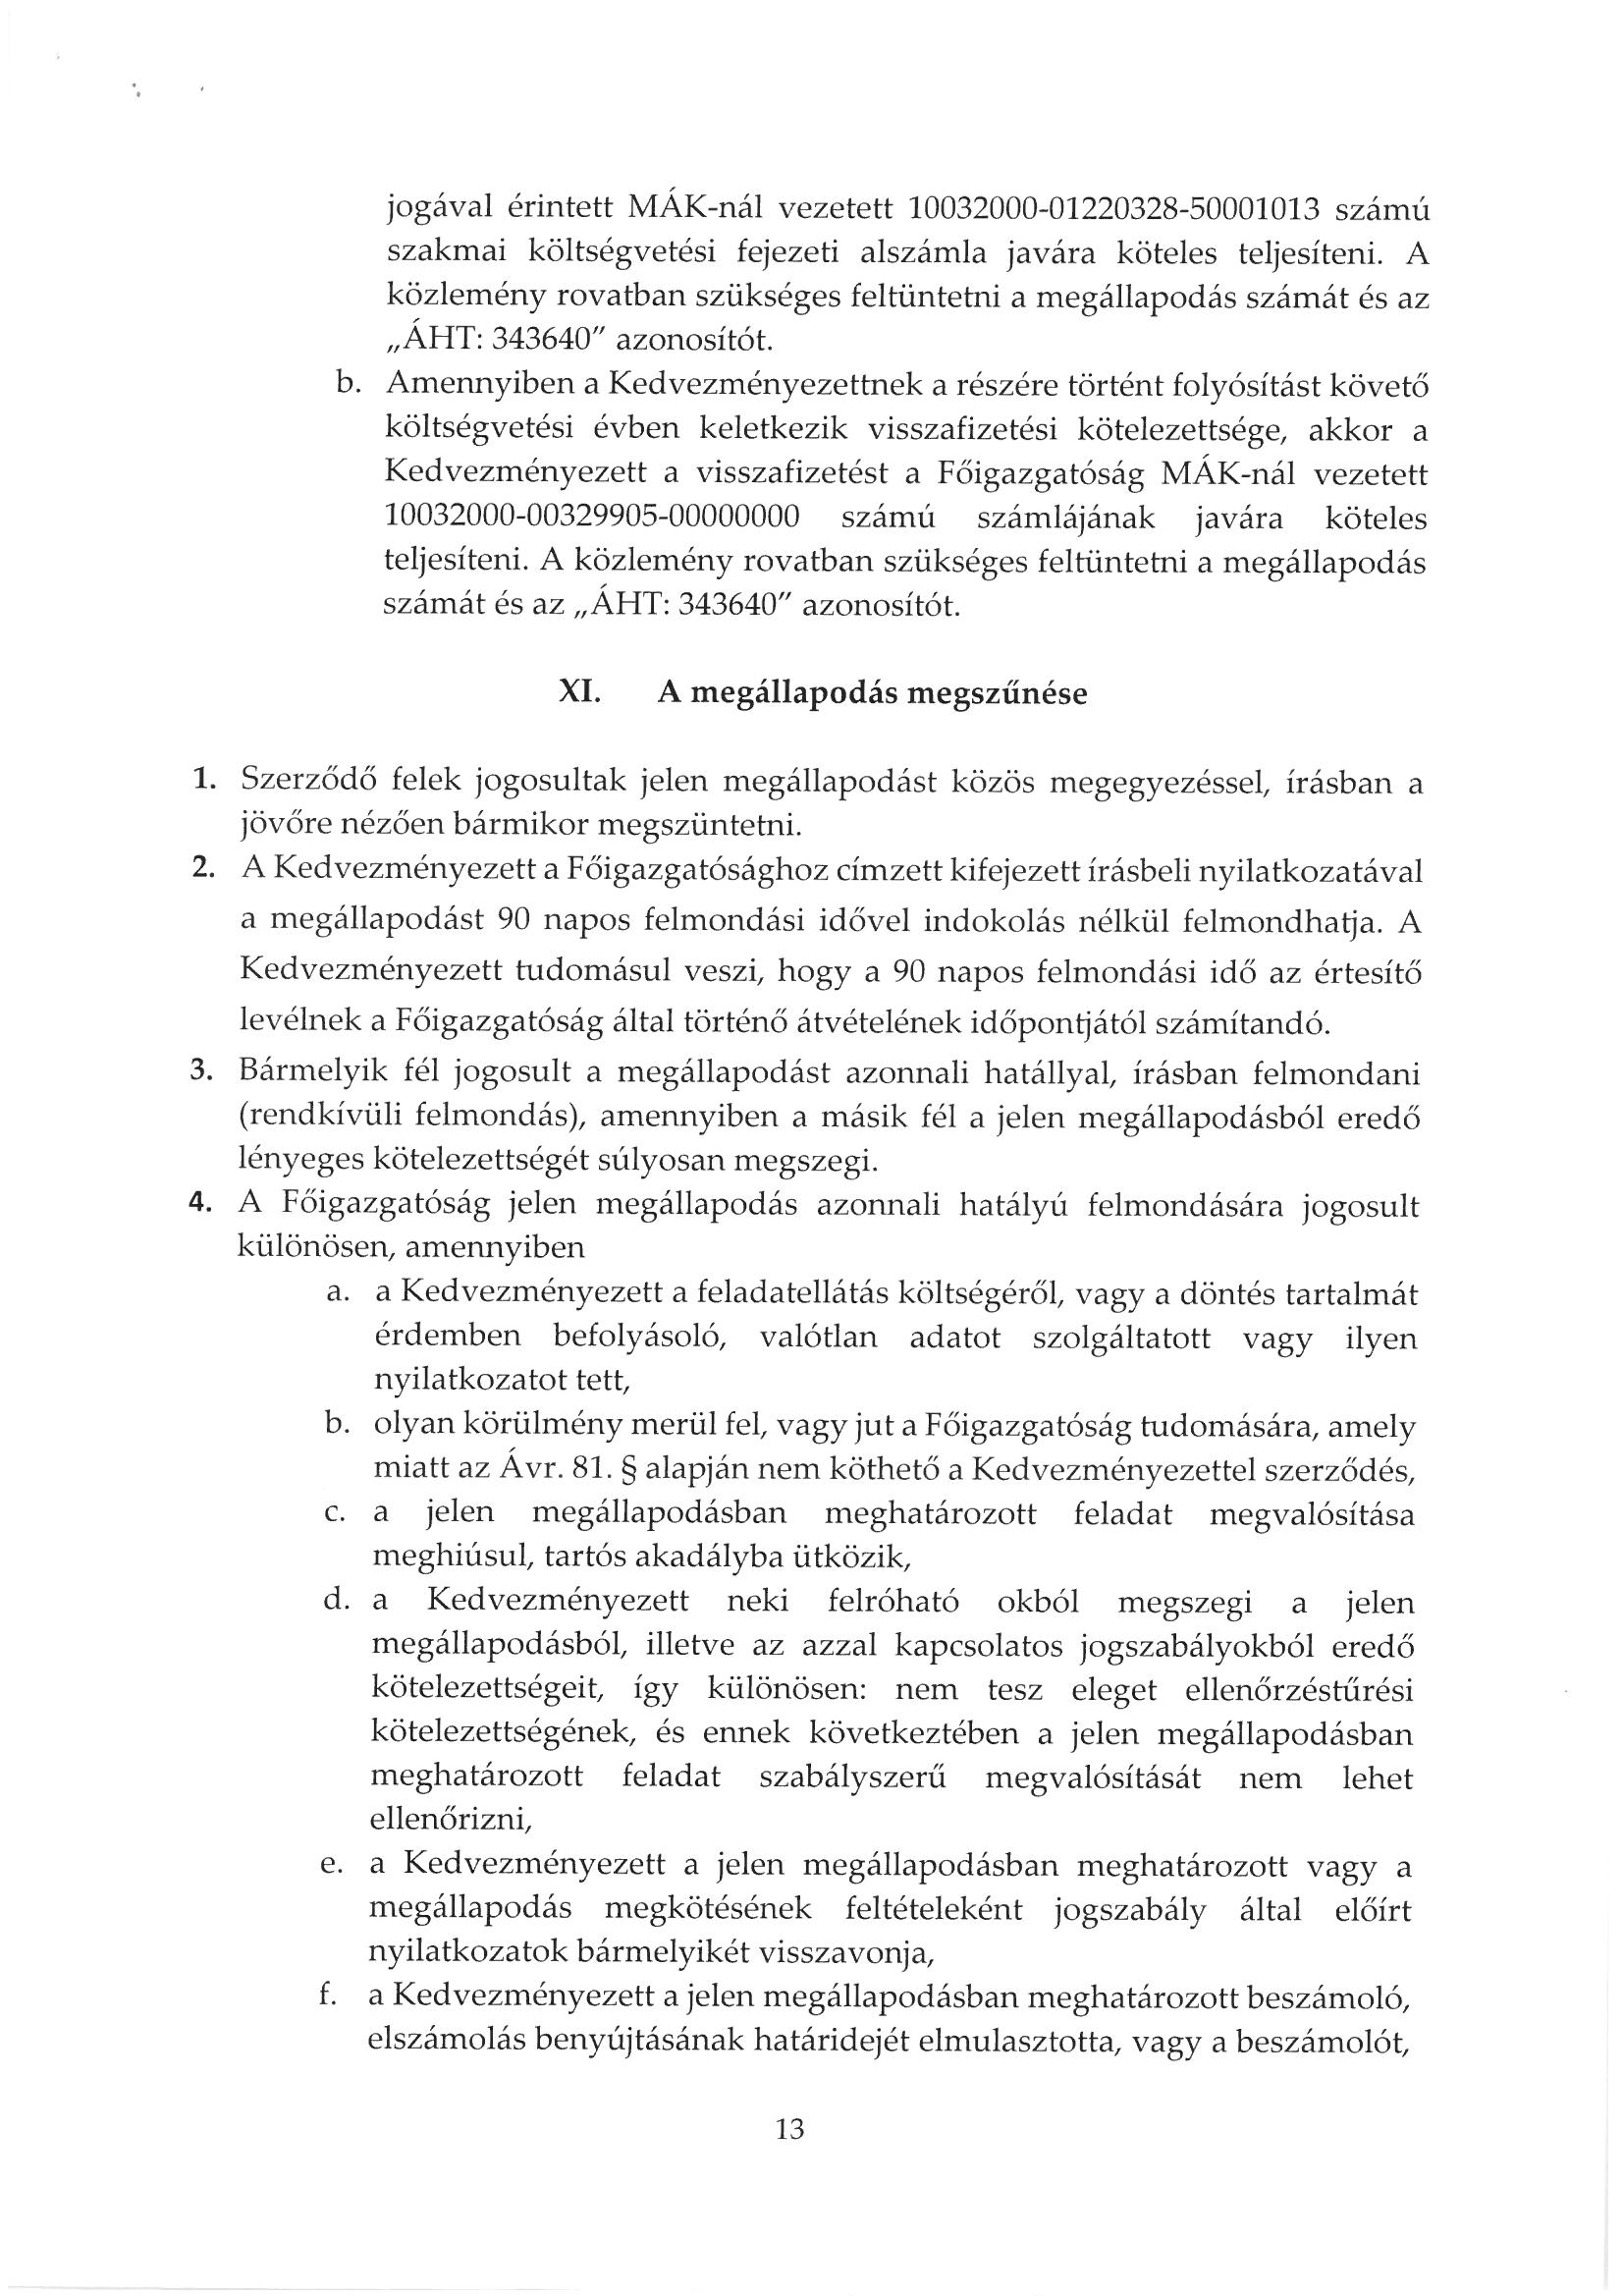 jogával érintett MÁK-nál vezetett 10032000-01220328-50001013 számú
szakmai költségvetési fejezeti alszámla javára köteles teljesíteni. A
közlemény rovatban szükséges feltüntetni a megállapodás számát és az
„ÁHT: 343640" azonosítót.
b. Amennyiben a Kedvezményezettnek a részére történt folyósítást követő
költségvetési évben keletkezik visszafizetési kötelezettsége, akkor a
Kedvezményezett a visszafizetést a Főigazgatóság MÁK-nál vezetett
10032000-00329905-00000000 számú számlájának javára köteles
teljesíteni. A közlemény rovatban szükséges feltüntetni a megállapodás
számát és az „ÁHT: 343640" azonosítót.
XI. A megállapodás megszűnése
1. Szerződő felek jogosultak jelen megállapodást közös megegyezéssel, írásban a
jövőre nézően bármikor megszüntetni.
2. A Kedvezményezett a Főigazgatósághoz címzett kifejezett írásbeli nyilatkozatával
a megállapodást 90 napos felmondási idővel indokolás nélkül felmondhatja. A
Kedvezményezett tudomásul veszi, hogy a 90 napos felmondási idő az értesítő
levélnek a Főigazgatóság által történő átvételének időpontjától számítandó.
3. Bármelyik fél jogosult a megállapodást azonnali hatállyal, írásban felmondani
(rendkívüli felmondás), amennyiben a másik fél a jelen megállapodásból eredő
lényeges kötelezettségét súlyosan megszegi.
4. A Főigazgatóság jelen megállapodás azonnali hatályú felmondására jogosult
különösen, amennyiben
a. a Kedvezményezett a feladatellátás költségéről, vagy a döntés tartalmát
érdemben befolyásoló, valótlan adatot szolgáltatott vagy ilyen
nyilatkozatot tett,
b. olyan körülmény merül fel, vagy jut a Főigazgatóság tudomására, amely
miatt az Ávr. 81. § alapján nem köthető a Kedvezményezettel szerződés,
c. a jelen megállapodásban meghatározott feladat megvalósítása
meghiúsul, tartós akadályba ütközik,
d. a Kedvezményezett neki felróható okból megszegi a jelen
megállapodásból, illetve az azzal kapcsolatos jogszabályokból eredő
kötelezettségeit, így különösen: nem tesz eleget ellenőrzéstűrési
kötelezettségének, és ennek következtében a jelen megállapodásban
meghatározott feladat szabályszerű megvalósítását nem lehet
ellenőrizni,
e. a Kedvezményezett a jelen megállapodásban meghatározott vagy a
megállapodás megkötésének feltételeként jogszabály által előírt
nyilatkozatok bármelyikét visszavonja,
f. a Kedvezményezett a jelen megállapodásban meghatározott beszámoló,
elszámolás benyújtásának határidejét elmulasztotta, vagy a beszámolót,
13